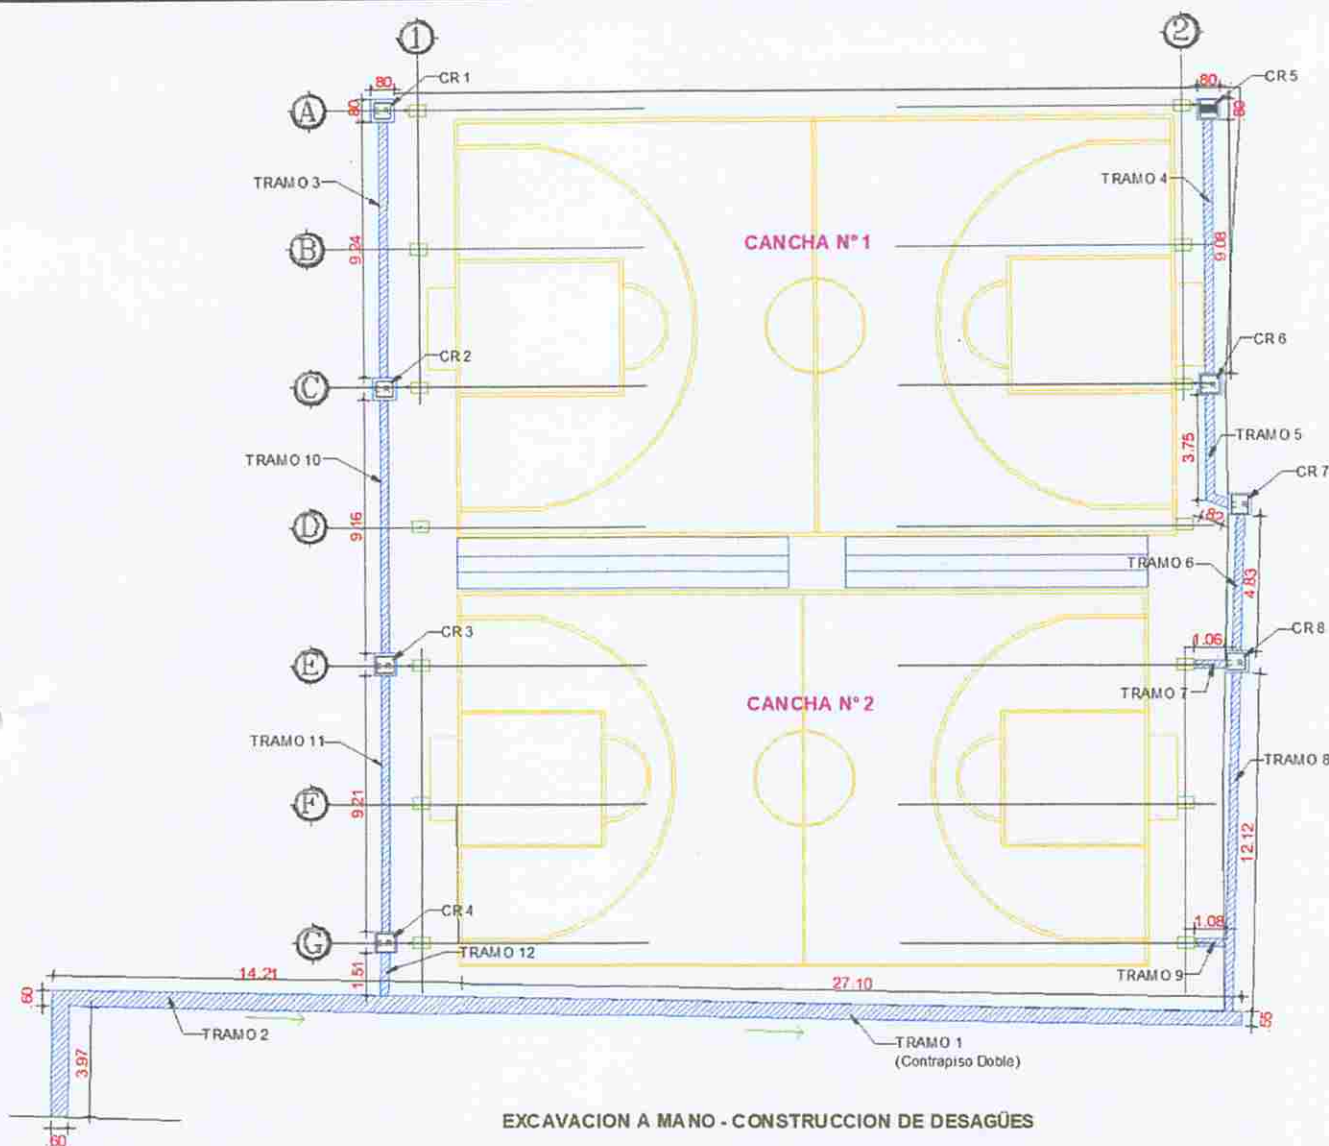 1
2
80
CR 1
80
CR 5
A
80
80
TRAMO 3
TRAMO 4
CANCHA N° 1
B
9.24
9.08
CR 2
CR 6
C
TRAMO 5
3.75
TRAMO 10
CR 7
9.16
D
.82
TRAMO 6
4.83
CR 3
1.06
CR 8
E
TRAMO 7
CANCHA N° 2
TRAMO 11
TRAMO 8
F
9.21
12.12
CR 4
1.08
G
TRAMO 12
TRAMO 9
14.21
1.51
27.10
.60
TRAMO 2
.55
TRAMO 1
(Contrapiso Doble)
3.97
EXCAVACION A MANO - CONSTRUCCION DE DESAGÜES
.60